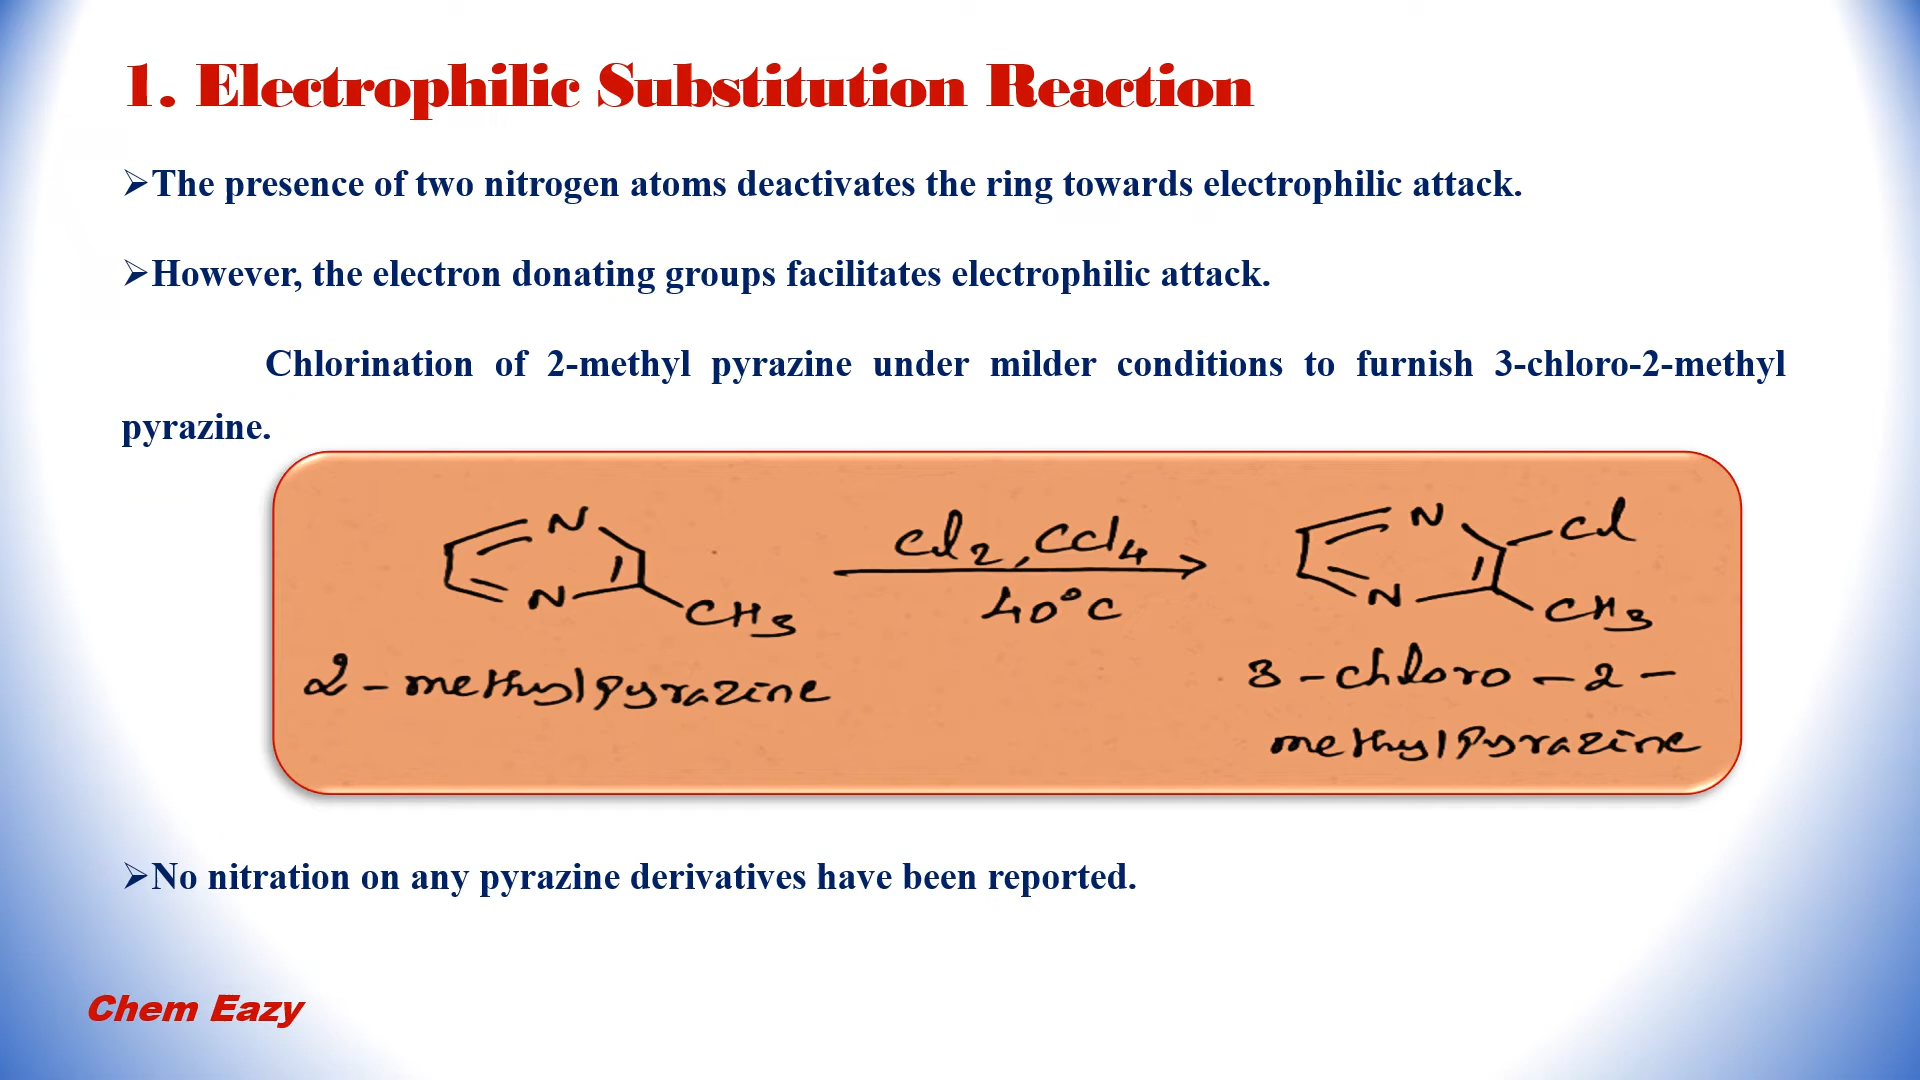 1. Electrophilic Substitution Reaction
➢The presence of two nitrogen atoms deactivates the ring towards electrophilic attack.
➢However, the electron donating groups facilitates electrophilic attack.
Chlorination of 2-methyl pyrazine under milder conditions to furnish 3-chloro-2-methyl
pyrazine.
N
N
CH3
Cl2, CCl4
40°C
N
Cl
N
CH3
2-methylpyrazine
3-chloro-2-
methylpyrazine
➢No nitration on any pyrazine derivatives have been reported.
Chem Eazy